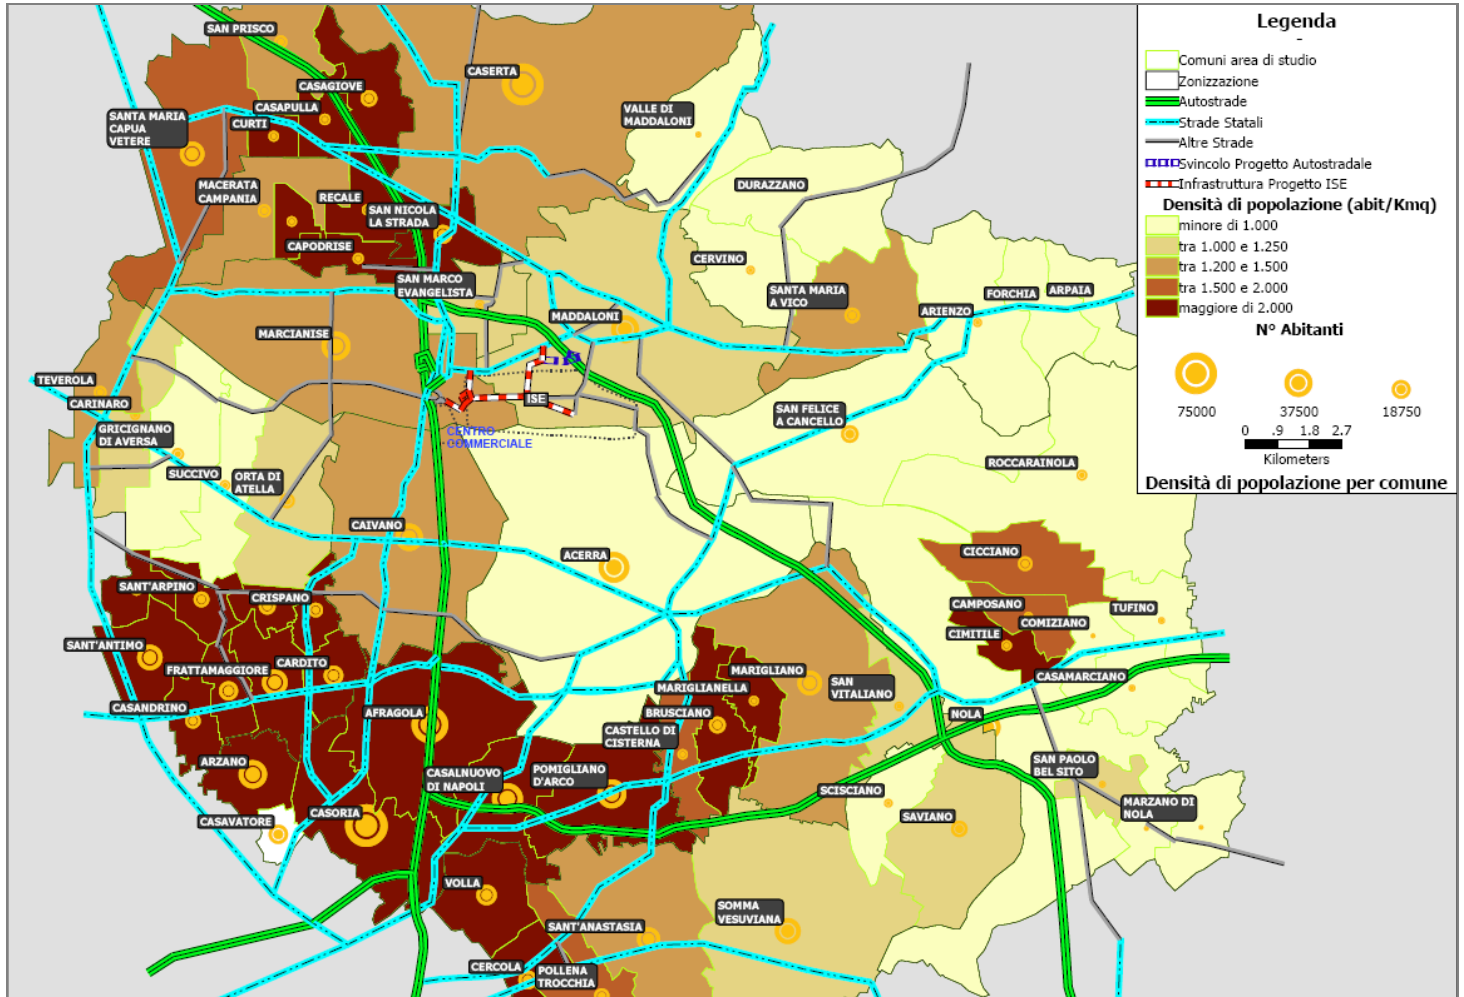 SAN PRISCO
CASERTA
CASAGIOVE
CASAPULLA
CURTI
SANTA MARIA
CAPUA
VETERE
VALLE DI
MADDALONI
MACERATA
CAMPANIA
RECALE
SAN NICOLA
LA STRADA
DURAZZANO
CAPODRISE
CERVINO
SAN MARCO
EVANGELISTA
SANTA MARIA
A VICO
FORCHIA
ARPAIA
ARIENZO
MADDALONI
MARCIANISE
TEVEROLA
CARINARO
GRICIGNANO
DI AVERSA
ISE
CENTRO
COMMERCIALE
SAN FELICE
A CANCELLO
SUCCIVO
ORTA DI
ATELLA
ROCCARAINOLA
CAIVANO
ACERRA
CICCIANO
SANT'ARPINO
CRISPANO
CAMPOSANO
TUFINO
COMIZIANO
CIMITILE
SANT'ANTIMO
FRATTAMAGGIORE
CARDITO
MARIGLIANO
MARIGLIANELLA
SAN
VITALIANO
CASAMARCIANO
CASANDRINO
AFRAGOLA
BRUSCIANO
NOLA
CASTELLO DI
CISTERNA
ARZANO
CASALNUOVO
DI NAPOLI
POMIGLIANO
D'ARCO
SAN PAOLO
BEL SITO
SCISCIANO
MARZANO DI
NOLA
CASAVATORE
CASORIA
SAVIANO
VOLLA
SOMMA
VESUVIANA
SANT'ANASTASIA
CERCOLA
POLLENA
TROCCHIA
Legenda
-
Comuni area di studio
Zonizzazione
Autostrade
Strade Statali
Altre Strade
Svincolo Progetto Autostradale
Infrastruttura Progetto ISE
Densità di popolazione (abit/Kmq)
minore di 1.000
tra 1.000 e 1.250
tra 1.200 e 1.500
tra 1.500 e 2.000
maggiore di 2.000
N° Abitanti
75000 37500 18750
0 .9 1.8 2.7
Kilometers
Densità di popolazione per comune